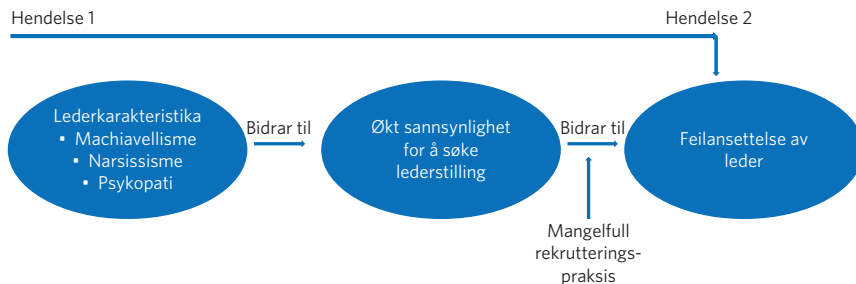 Hendelse 1
Hendelse 2
Lederkarakteristika
• Machiavellisme
• Narsissisme
• Psykopati
Bidrar til
Økt sannsynlighet
for å søke
lederstilling
Bidrar til
Feilansettelse av
leder
Mangelfull
rekrutterings-
praksis